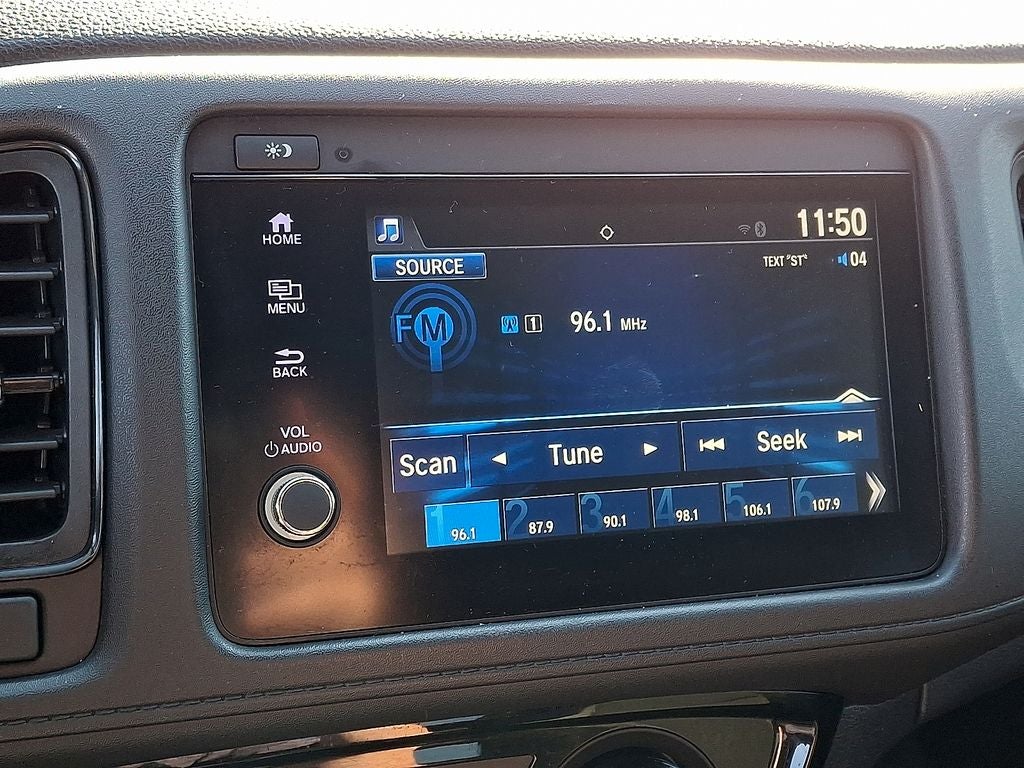 HOME
MENU
BACK
VOL
AUDIO
11:50
SOURCE
TEXT "ST"
04
FM
1
96.1 MHz
Scan
Tune
Seek
1 96.1
2 87.9
3 90.1
4 98.1
5 106.1
6 107.9